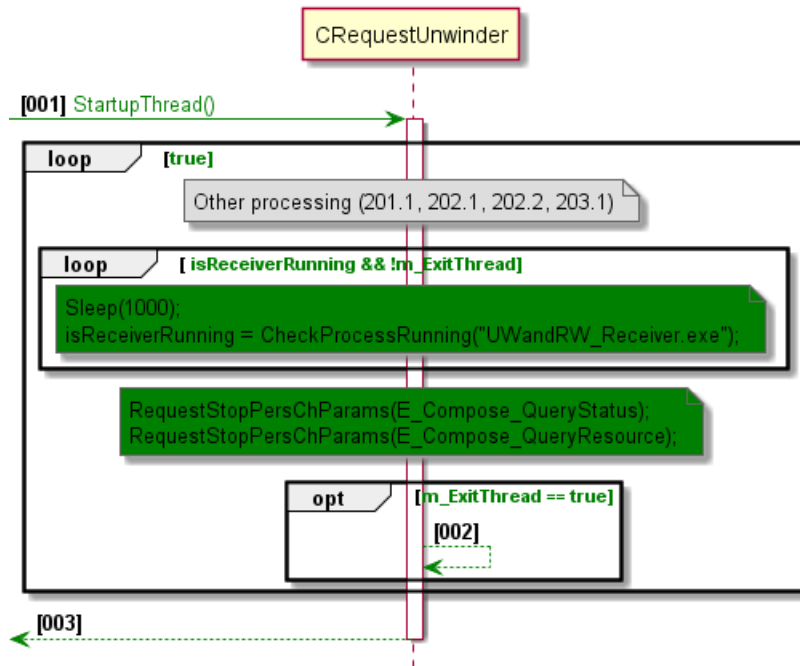 CRequestUnwinder
[001] StartupThread()
loop [true]
Other processing (201.1, 202.1, 202.2, 203.1)
loop [ isReceiverRunning && !m_ExitThread]
Sleep(1000);
isReceiverRunning = CheckProcessRunning("UWandRW_Receiver.exe");
RequestStopPersChParams(E_Compose_QueryStatus);
RequestStopPersChParams(E_Compose_QueryResource);
opt [m_ExitThread == true]
[002]
[003]